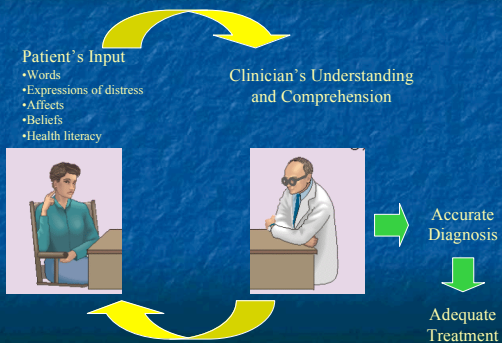 Patient's Input
•Words
•Expressions of distress
•Affects
•Beliefs
•Health literacy
Clinician's Understanding
and Comprehension
Accurate
Diagnosis
Adequate
Treatment